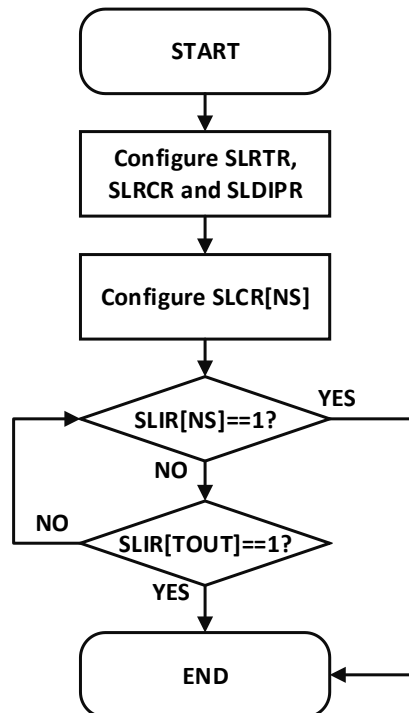 START
Configure SLRTR,
SLRCR and SLDIPR
Configure SLCR[NS]
SLIR[NS]==1?
YES
NO
SLIR[TOUT]==1?
NO
YES
END